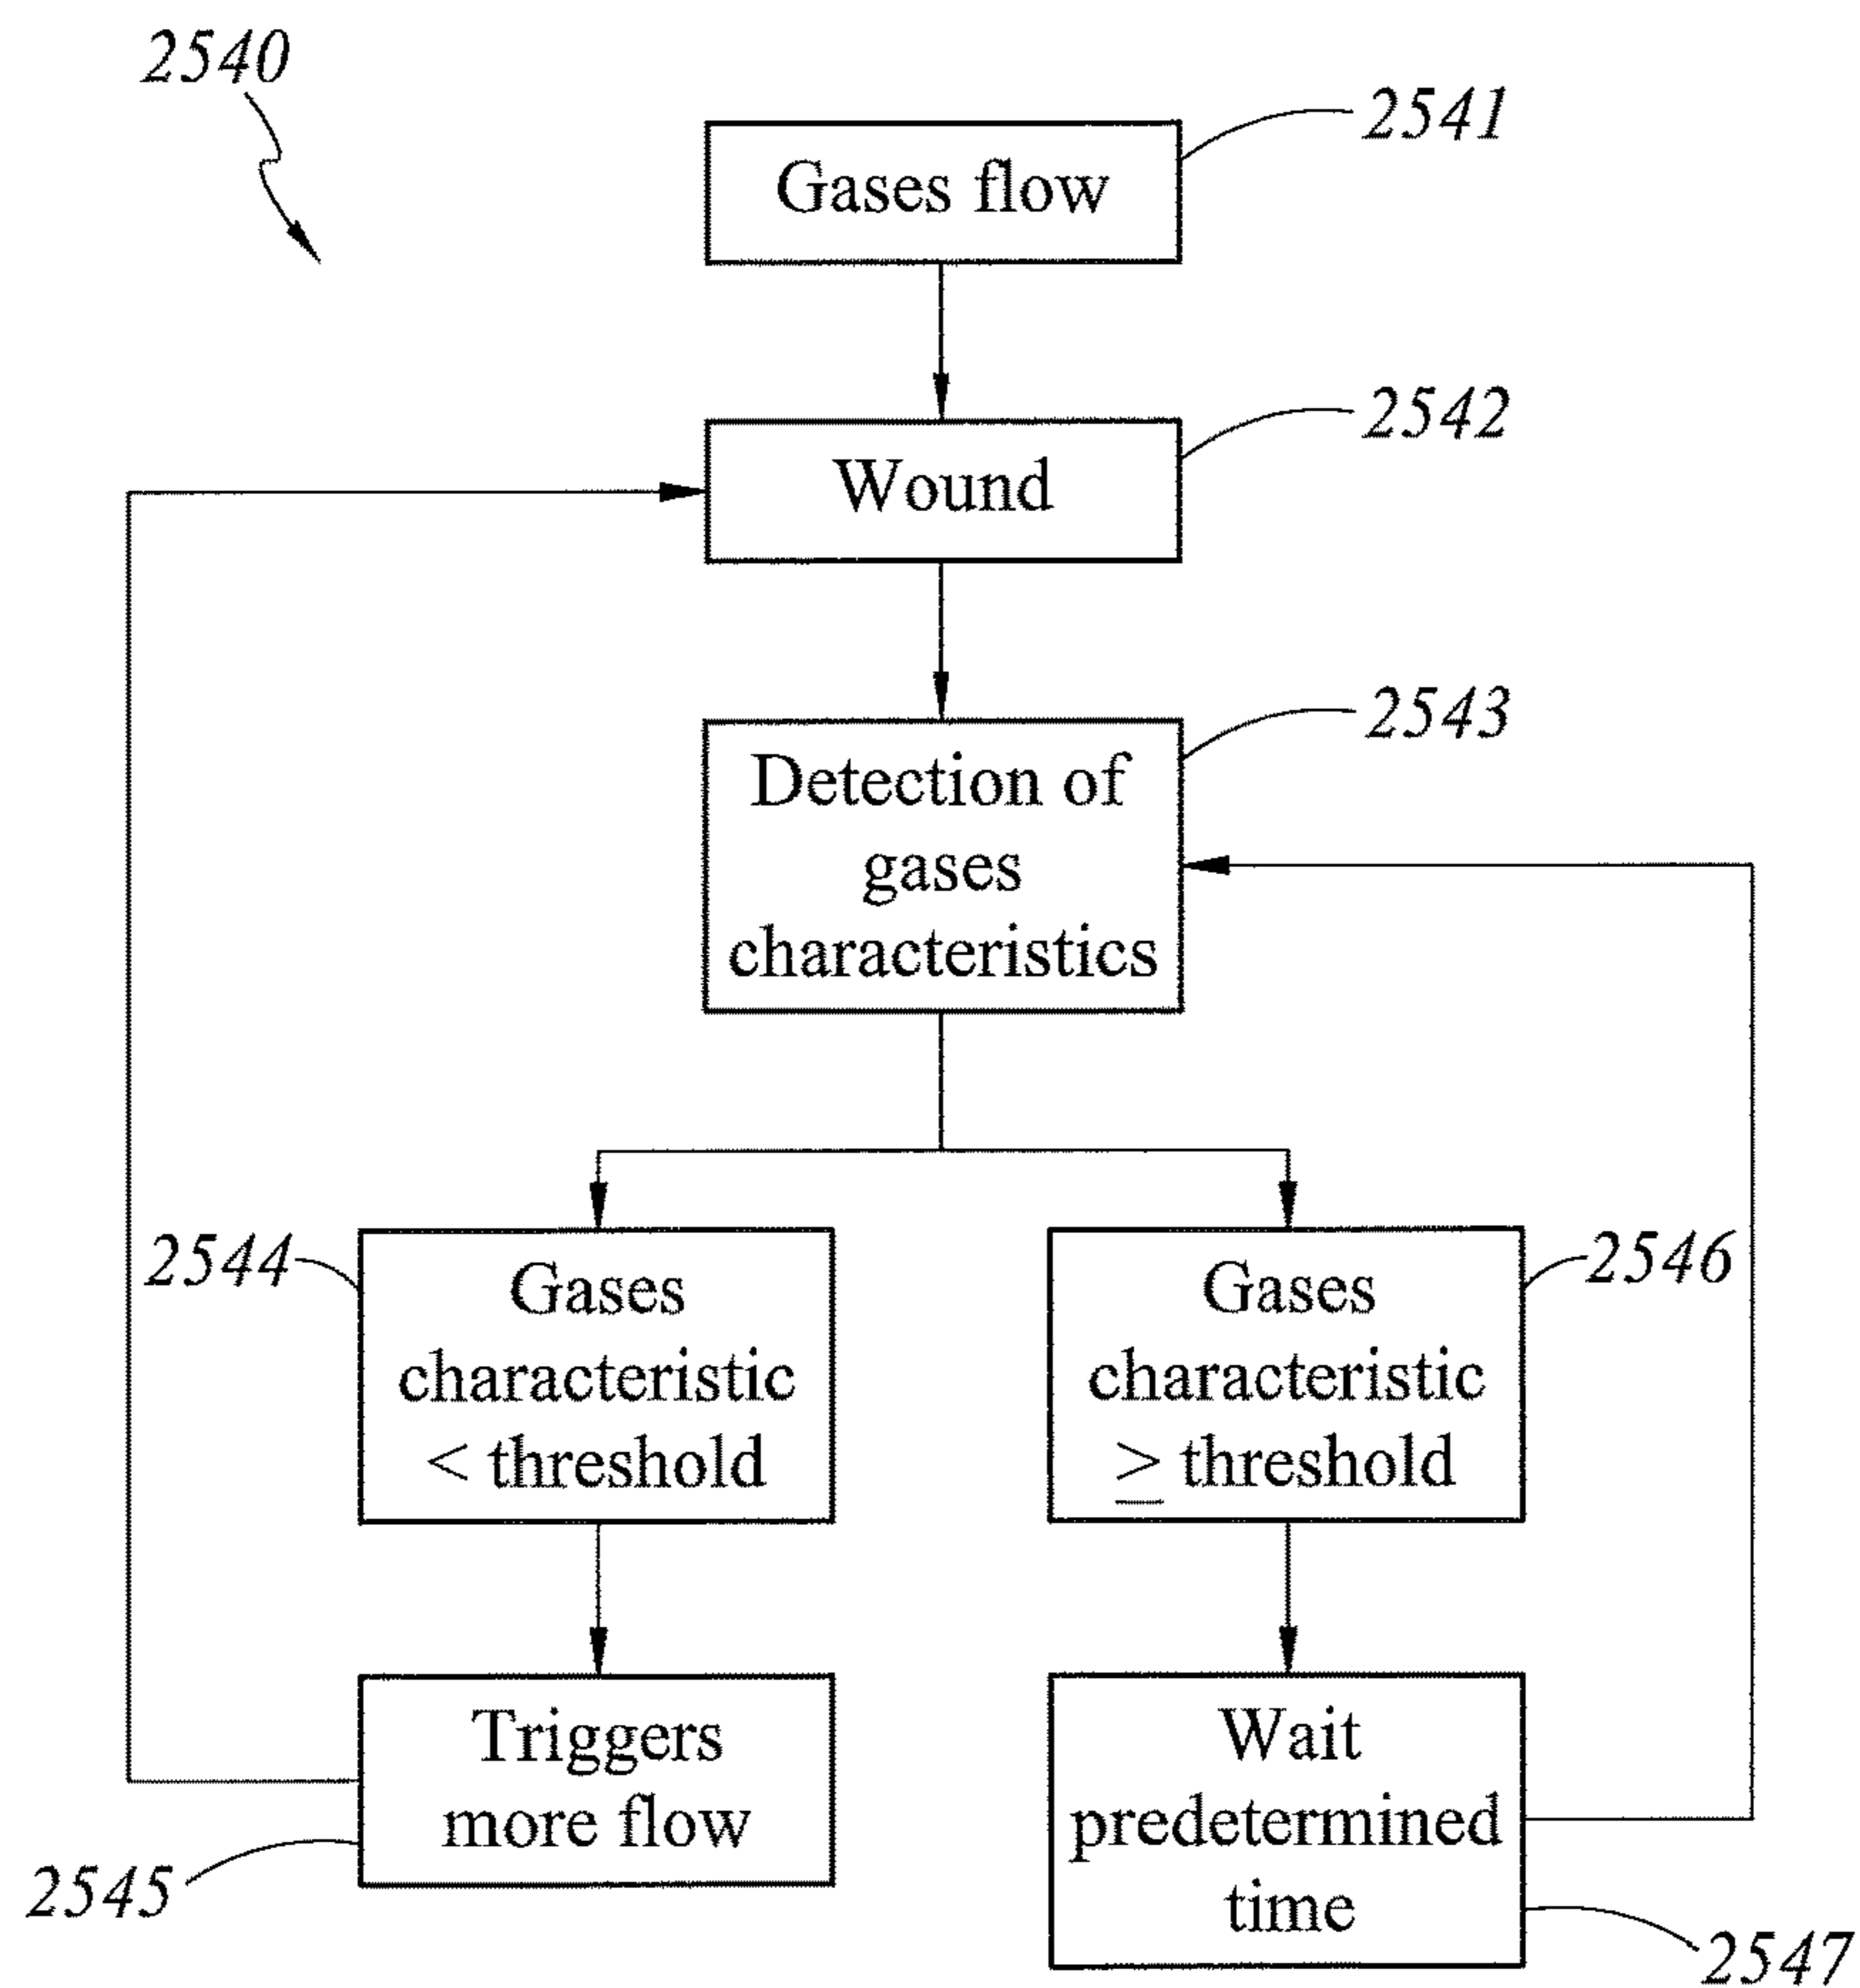 2540
2541
Gases flow
2542
Wound
2543
Detection of
gases
characteristics
2544
Gases
characteristic
< threshold
2546
Gases
characteristic
≥ threshold
Triggers
more flow
2545
Wait
predetermined
time
2547